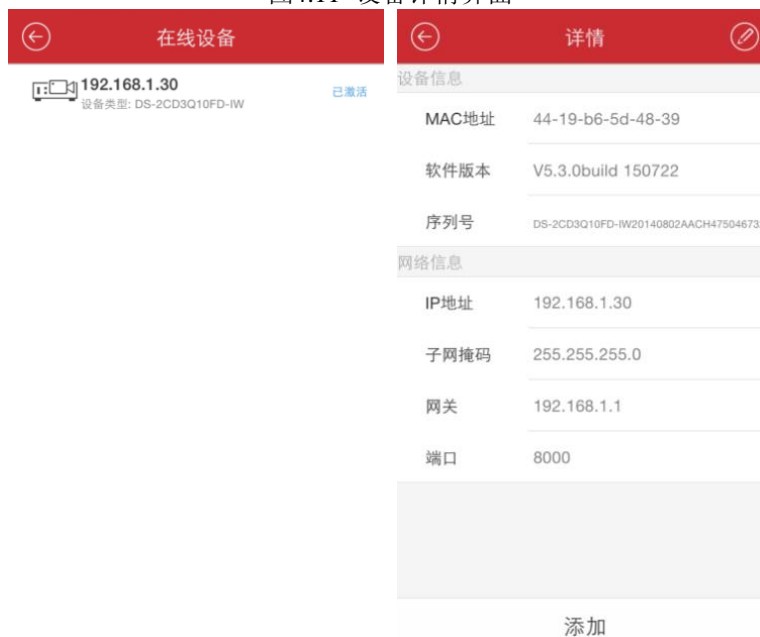 在线设备
192.168.1.30
设备类型: DS-2CD3Q10FD-IW
已激活
详情
设备信息
MAC地址 44-19-b6-5d-48-39
软件版本 V5.3.0build 150722
序列号 DS-2CD3Q10FD-IW20140802AACH47504673
网络信息
IP地址 192.168.1.30
子网掩码 255.255.255.0
网关 192.168.1.1
端口 8000
添加